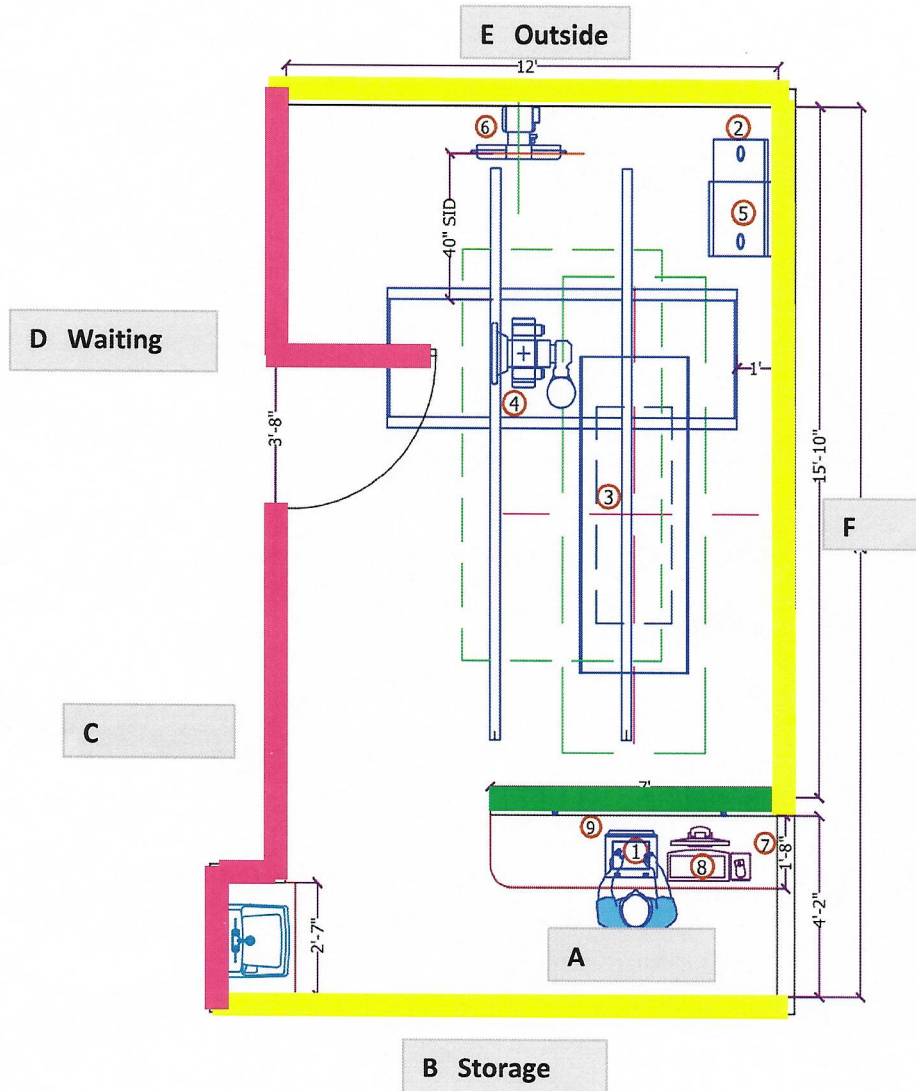 E Outside
12'
6
2
5
40" SID
D Waiting
1'
4
3'-8"
15'-10"
3
F
C
7'
9
1
7
8
1'-8"
4'-2"
2'-7"
A
B Storage